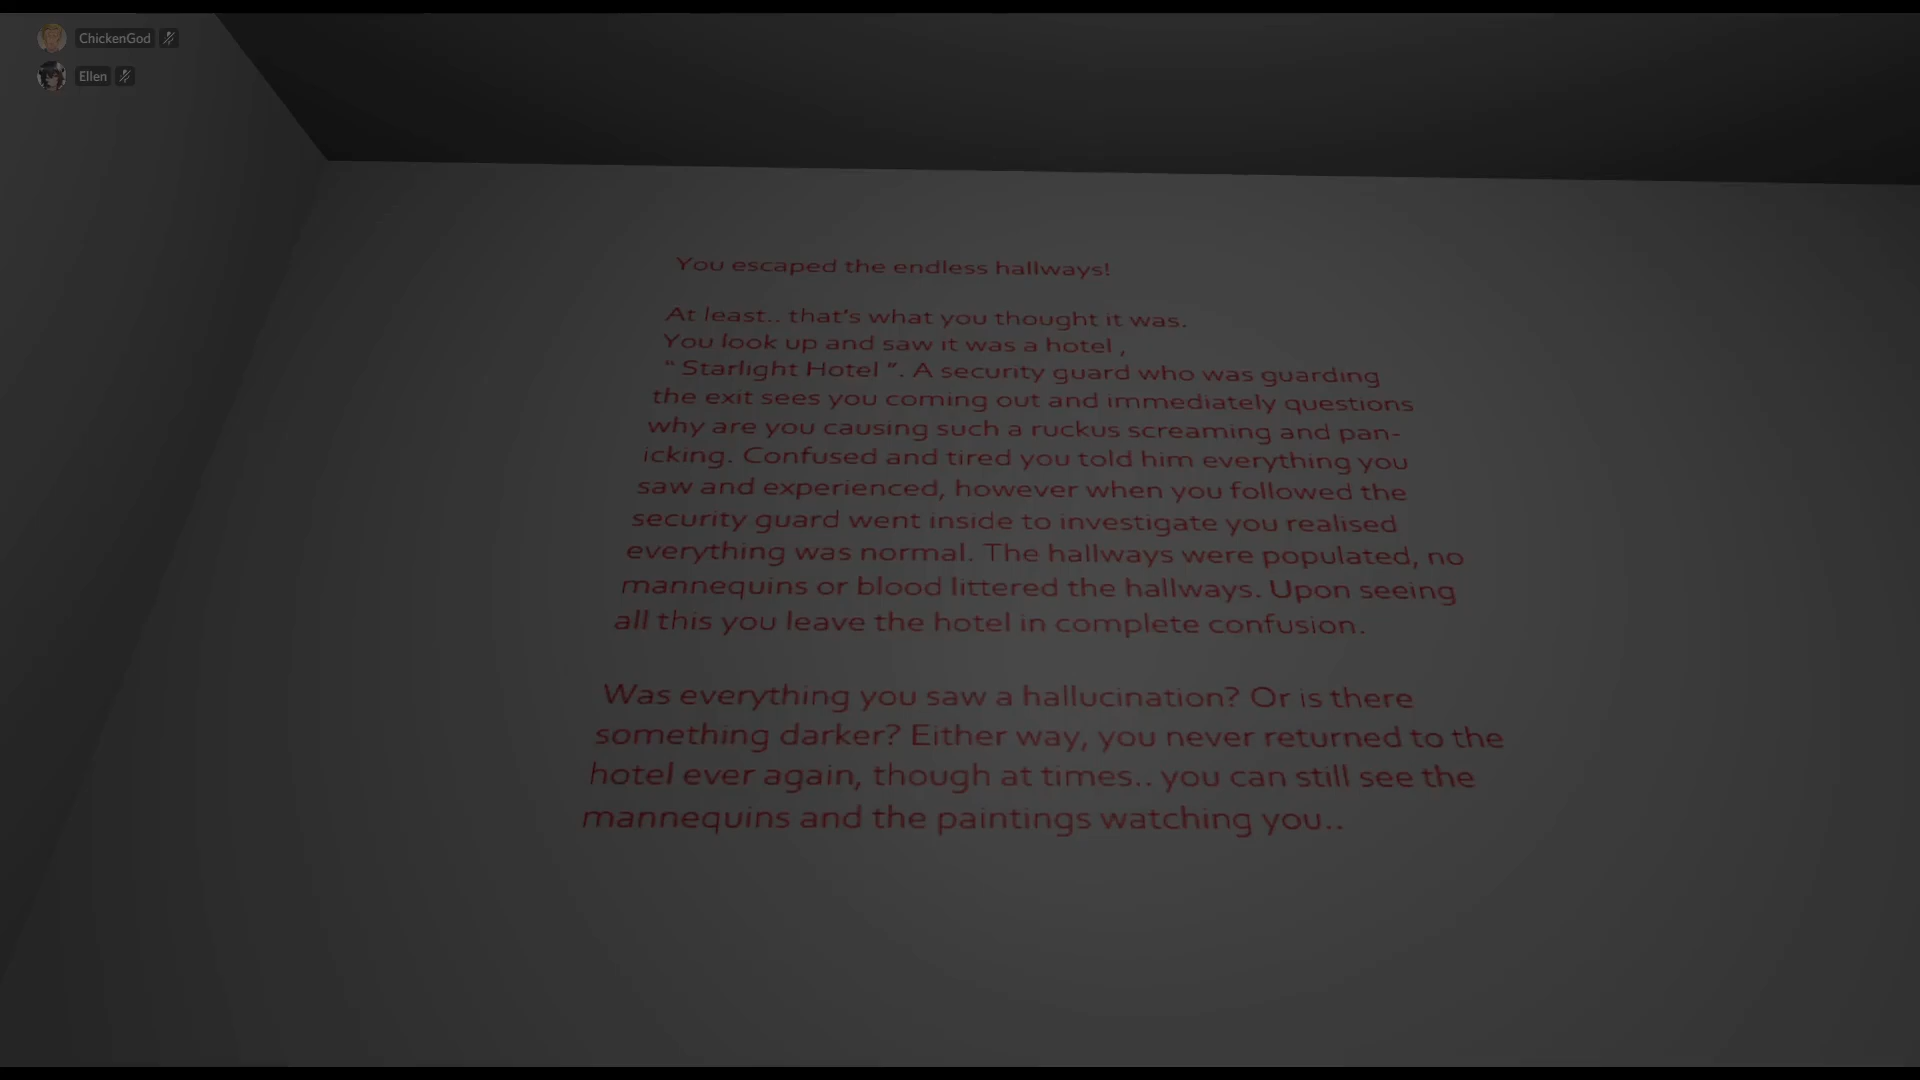 ChickenGod
Ellen
You escaped the endless hallways!
At least.. that's what you thought it was.
You look up and saw it was a hotel ,
" Starlight Hotel ". A security guard who was guarding
the exit sees you coming out and immediately questions
why are you causing such a ruckus screaming and pan-
icking. Confused and tired you told him everything you
saw and experienced, however when you followed the
security guard went inside to investigate you realised
everything was normal. The hallways were populated, no
mannequins or blood littered the hallways. Upon seeing
all this you leave the hotel in complete confusion.
Was everything you saw a hallucination? Or is there
something darker? Either way, you never returned to the
hotel ever again, though at times.. you can still see the
mannequins and the paintings watching you..